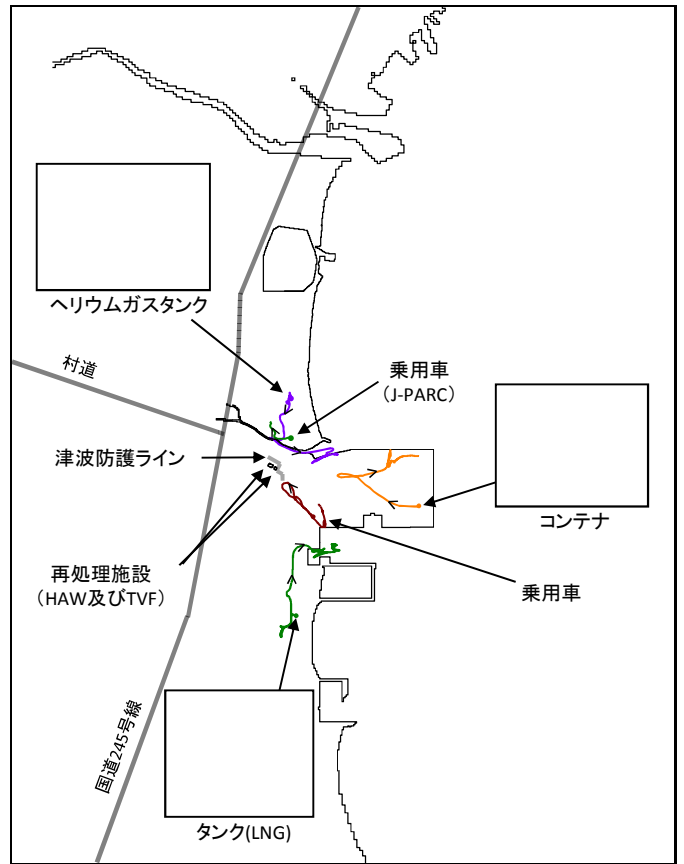 ヘリウムガスタンク
村道
乗用車
(J-PARC)
津波防護ライン
コンテナ
再処理施設
(HAW及びTVF)
乗用車
国道245号線
タンク(LNG)